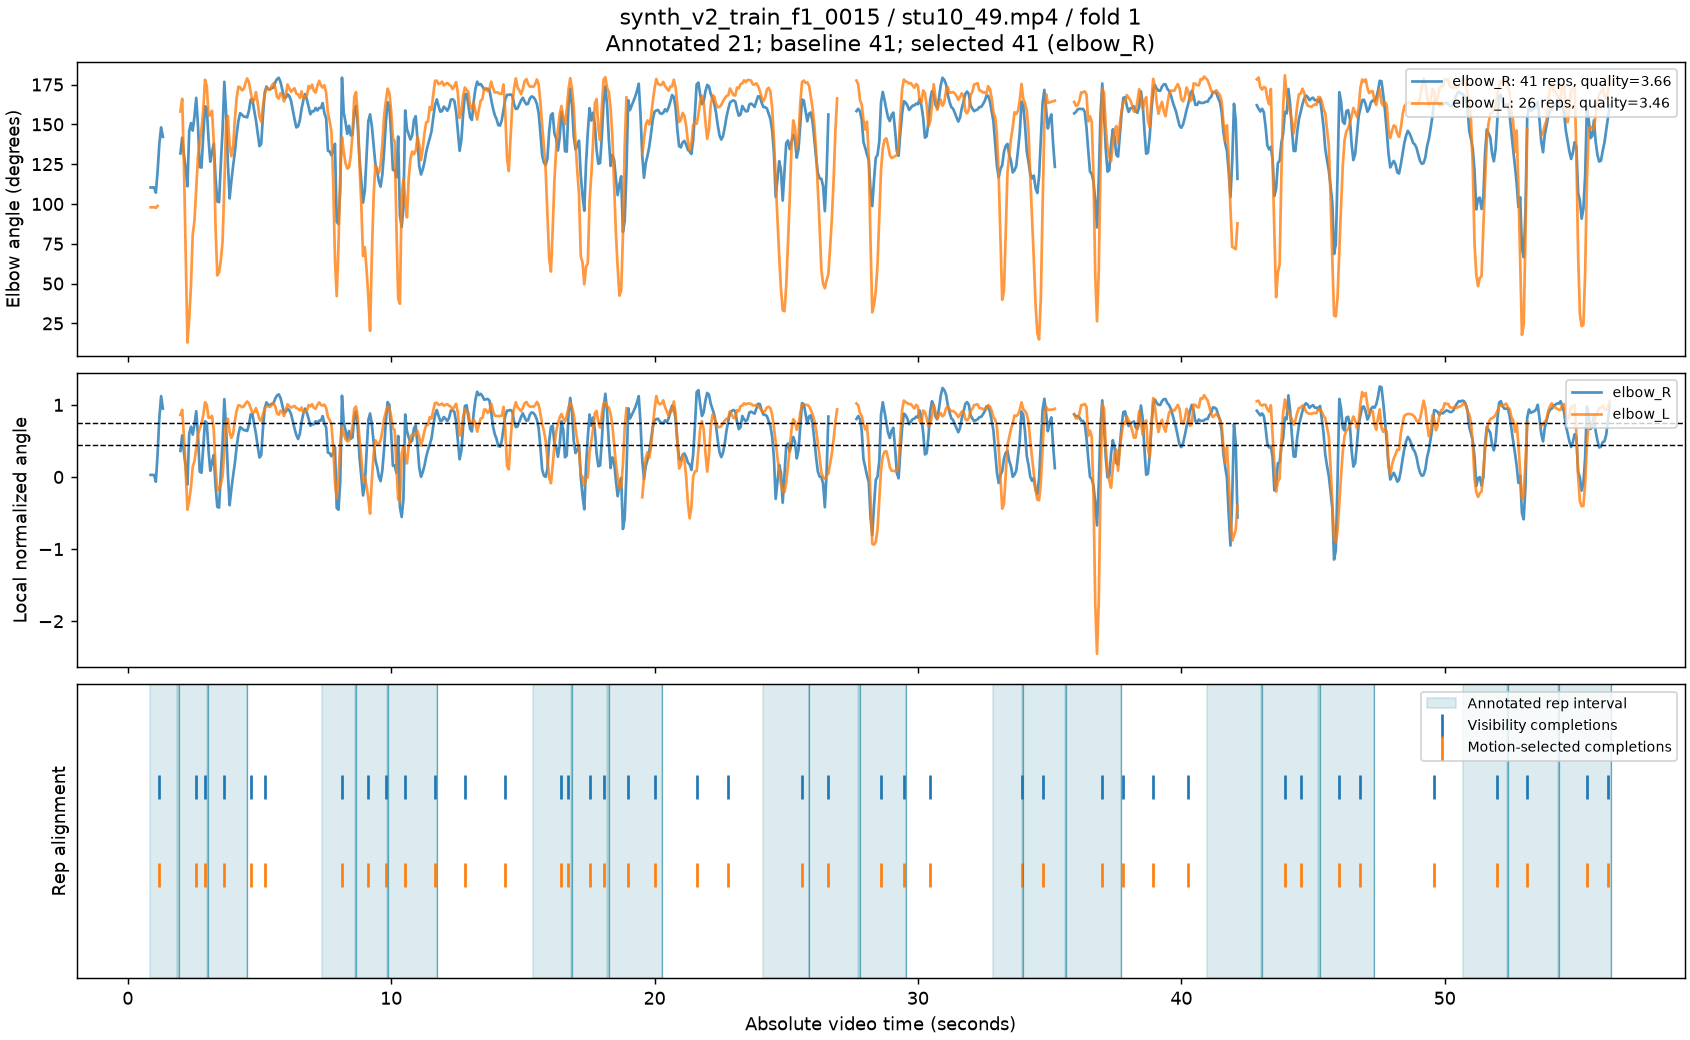 synth_v2_train_f1_0015 / stu10_49.mp4 / fold 1
Annotated 21; baseline 41; selected 41 (elbow_R)
Elbow angle (degrees)
175
150
125
100
75
50
25
elbow_R: 41 reps, quality=3.66
elbow_L: 26 reps, quality=3.46
Local normalized angle
1
0
−1
−2
elbow_R
elbow_L
Rep alignment
Annotated rep interval
Visibility completions
Motion-selected completions
0
10
20
30
40
50
Absolute video time (seconds)